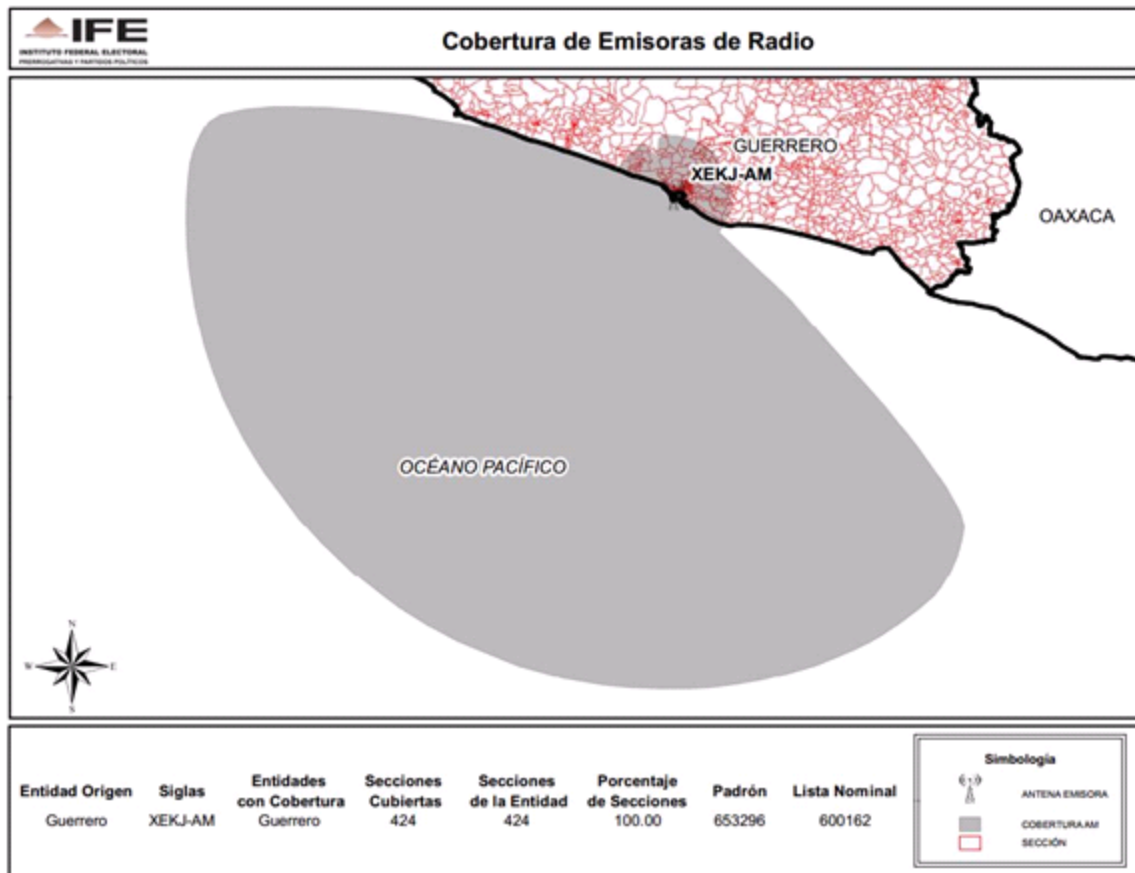 IFE
INSTITUTO FEDERAL ELECTORAL
PRERROGATIVAS Y PARTIDOS POLÍTICOS
Cobertura de Emisoras de Radio
GUERRERO
XEKJ-AM
OAXACA
OCÉANO PACÍFICO
N
W E
S
Entidad Origen Siglas Entidades con Cobertura Secciones Cubiertas Secciones de la Entidad Porcentaje de Secciones Padrón Lista Nominal
Guerrero XEKJ-AM Guerrero 424 424 100.00 653296 600162
Simbología
ANTENA EMISORA
COBERTURA AM
SECCIÓN